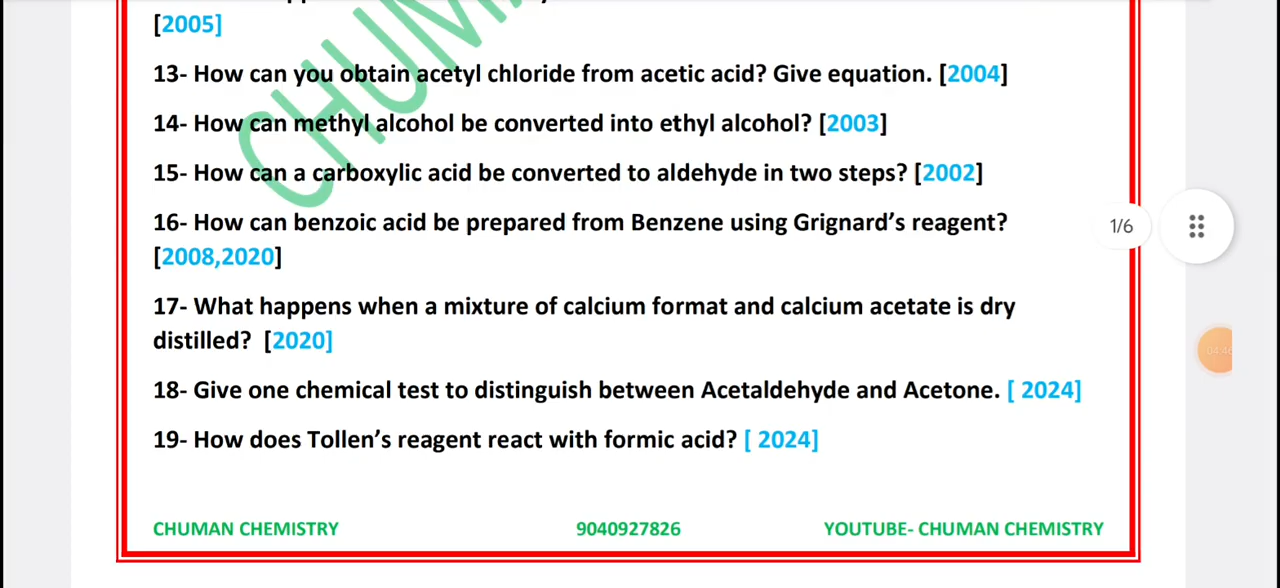 [2005]
13- How can you obtain acetyl chloride from acetic acid? Give equation. [2004]
14- How can methyl alcohol be converted into ethyl alcohol? [2003]
15- How can a carboxylic acid be converted to aldehyde in two steps? [2002]
16- How can benzoic acid be prepared from Benzene using Grignard's reagent?
[2008,2020]
17- What happens when a mixture of calcium format and calcium acetate is dry
distilled? [2020]
18- Give one chemical test to distinguish between Acetaldehyde and Acetone. [ 2024]
19- How does Tollen's reagent react with formic acid? [ 2024]
CHUMAN CHEMISTRY 9040927826 YOUTUBE- CHUMAN CHEMISTRY
1/6